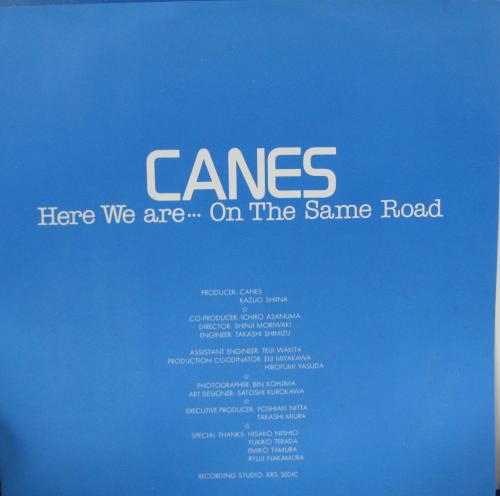 CANES
Here We are... On The Same Road
PRODUCER: CANES
KAZUO SHIINA
☆
CO-PRODUCER: ICHIRO ASANUMA
DIRECTOR: SHINJI MORIWAKI
ENGINEER: TAKASHI SHIMIZU
ASSISTANT ENGINEER: TEIJI WAKITA
PRODUCTION COODINATOR: EIJI MIYAKAWA
HIROFUMI YASUDA
☆
PHOTOGRAPHER: BIN KOHJIMA
ART DESIGNER: SATOSHI KUROKAWA
☆
EXECUTIVE PRODUCER: YOSHIAKI NITTA
TAKASHI MIURA
☆
SPECIAL THANKS: HISAKO NISHIO
YUKIKO TERADA
EMIKO TAMURA
RYUJI NAKAMURA
RECORDING STUDIO: KRS, SEDIC